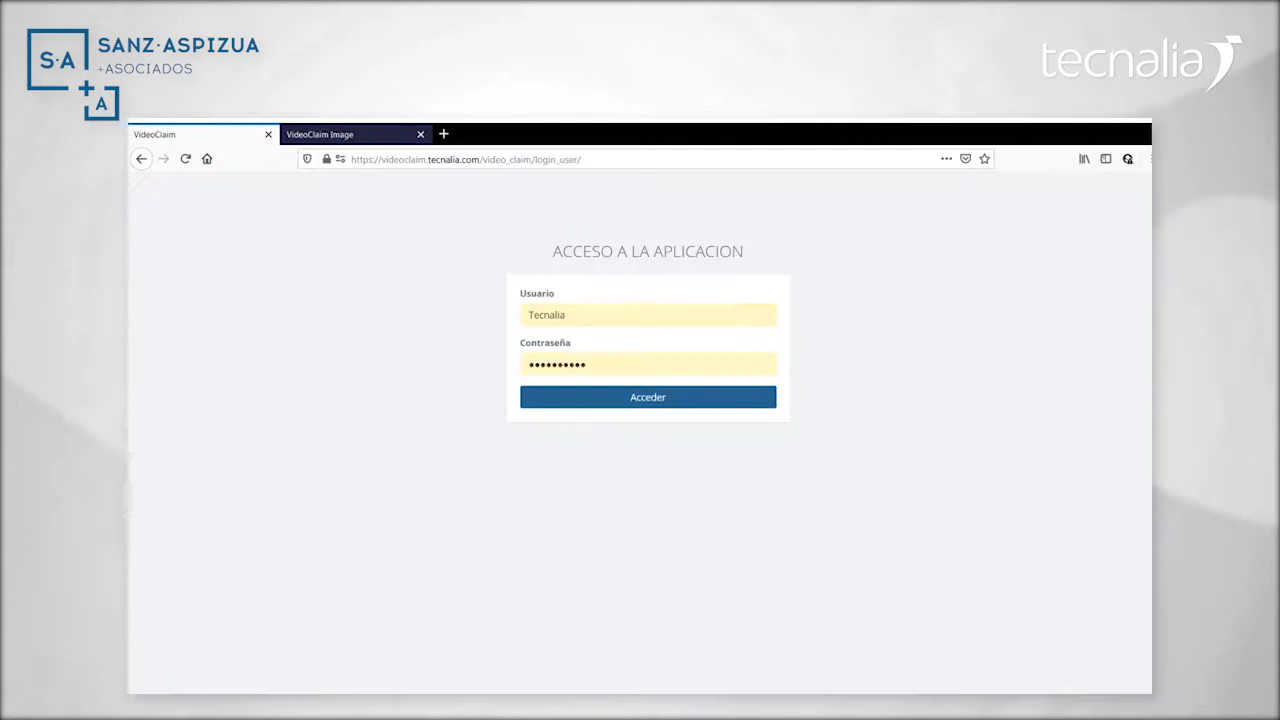 S·A
+
A
SANZ·ASPIZUA
+ASOCIADOS
tecnalia
VideoClaim
VideoClaim Image
https://videoclaim.tecnalia.com/video_claim/login_user/
ACCESO A LA APLICACION
Usuario
Tecnalia
Contraseña
••••••••••
Acceder